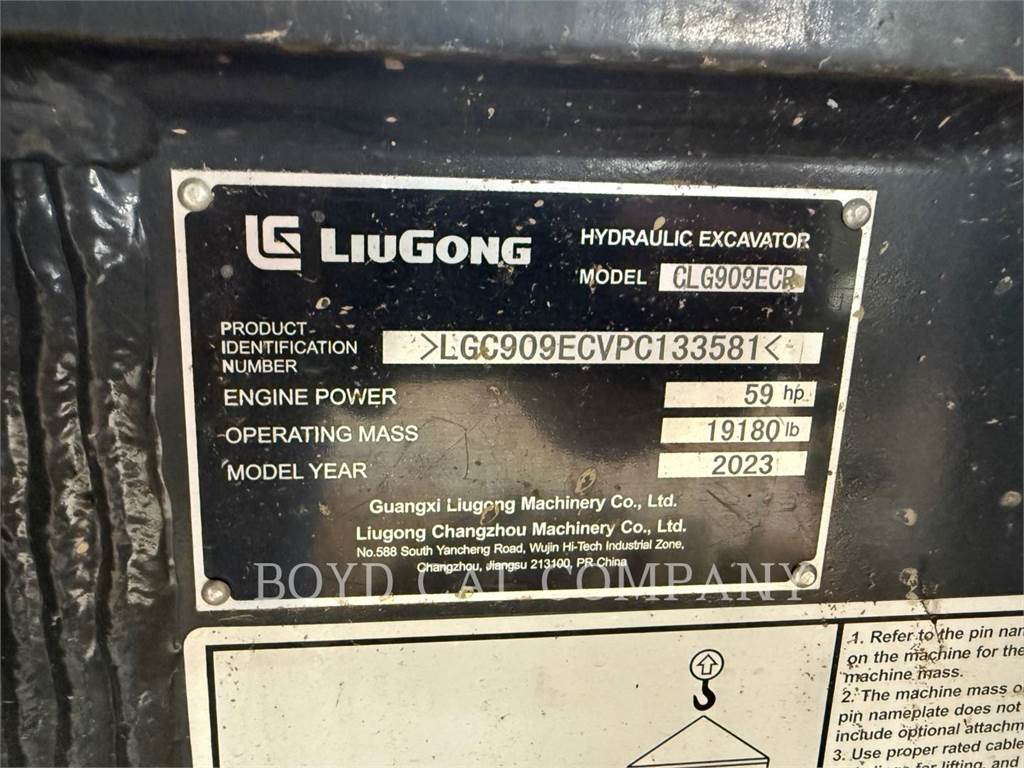 LG LIUGONG
HYDRAULIC EXCAVATOR
MODEL CLG909ECR
PRODUCT
IDENTIFICATION
NUMBER
>LGC909ECVPC133581<
ENGINE POWER 59 hp
OPERATING MASS 19180 lb
MODEL YEAR 2023
Guangxi Liugong Machinery Co., Ltd.
Liugong Changzhou Machinery Co., Ltd.
No.588 South Yancheng Road, Wujin Hi-Tech Industrial Zone,
Changzhou, Jiangsu 213100, PR China
BOYD CAT COMPANY
1. Refer to the pin nam
on the machine for the
machine mass.
2. The machine mass o
pin nameplate does not
include optional attachm
3. Use proper rated cable
for lifting, and